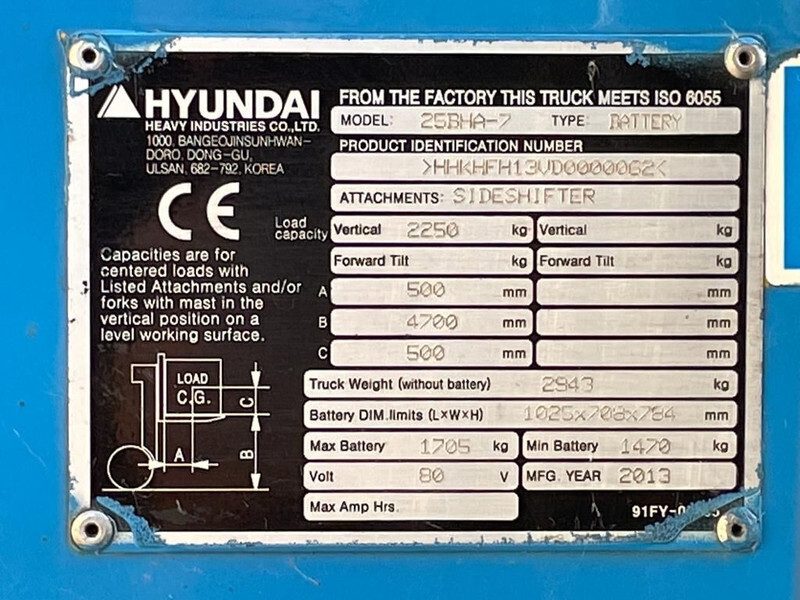 HYUNDAI
HEAVY INDUSTRIES CO.,LTD.
1000, BANGEOJINSUNHWAN-
DORO, DONG-GU,
ULSAN, 682-792, KOREA
CE
FROM THE FACTORY THIS TRUCK MEETS ISO 6055
MODEL: 25BHA-7 TYPE: BATTERY
PRODUCT IDENTIFICATION NUMBER
>HHKHFH13VD0000062<
ATTACHMENTS: SIDESHIFTER
Load capacity Vertical 2250 kg Vertical kg
Forward Tilt kg Forward Tilt kg
A 500 mm mm
B 4700 mm mm
C 500 mm mm
Capacities are for
centered loads with
Listed Attachments and/or
forks with mast in the
vertical position on a
level working surface.
LOAD
C.G.
A
B
C
Truck Weight (without battery) 2943 kg
Battery DIM.limits (L×W×H) 1025x708x784 mm
Max Battery 1705 kg Min Battery 1470 kg
Volt 80 V MFG. YEAR 2013
Max Amp Hrs.